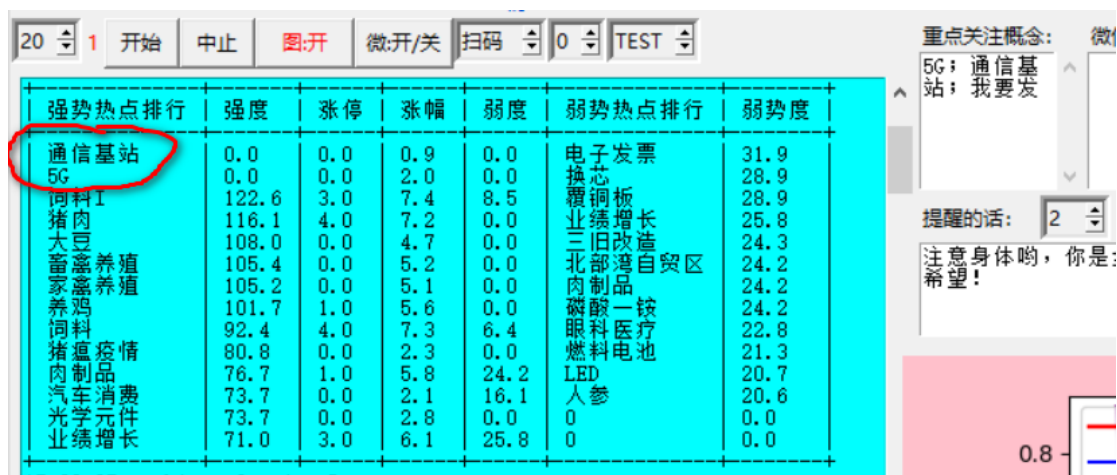 20 1 开始 中止 图:开 微:开/关 扫码 0 TEST
重点关注概念:
5G; 通信基
站; 我要发
强势热点排行 强度 涨停 涨幅 弱度 弱势热点排行 弱势度
通信基站 0.0 0.0 0.9 0.0 电子发票 31.9
5G 0.0 0.0 2.0 0.0 换芯 28.9
饲料I 122.6 3.0 7.4 8.5 覆铜板 28.9
猪肉 116.1 4.0 7.2 0.0 业绩增长 25.8
大豆 108.0 0.0 4.7 0.0 三旧改造 24.3
畜禽养殖 105.4 0.0 5.2 0.0 北部湾自贸区 24.2
家禽养殖 105.2 0.0 5.1 0.0 肉制品 24.2
养鸡 101.7 1.0 5.6 0.0 磷酸一铵 24.2
饲料 92.4 4.0 7.3 6.4 眼科医疗 22.8
猪瘟疫情 80.8 0.0 2.3 0.0 燃料电池 21.3
肉制品 76.7 1.0 5.8 24.2 LED 20.7
汽车消费 73.7 0.0 2.1 16.1 人参 20.6
光学元件 73.7 0.0 2.8 0.0 0 0.0
业绩增长 71.0 3.0 6.1 25.8 0 0.0
提醒的话: 2
注意身体哟, 你是
希望!
0.8